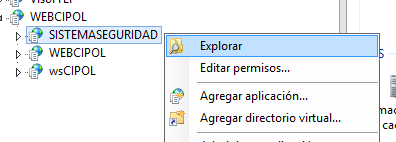 WEBCIPOL
SISTEMASEGURIDAD
WEBCIPOL
wsCIPOL
Explorar
Editar permisos...
Agregar aplicación...
Agregar directorio virtual...